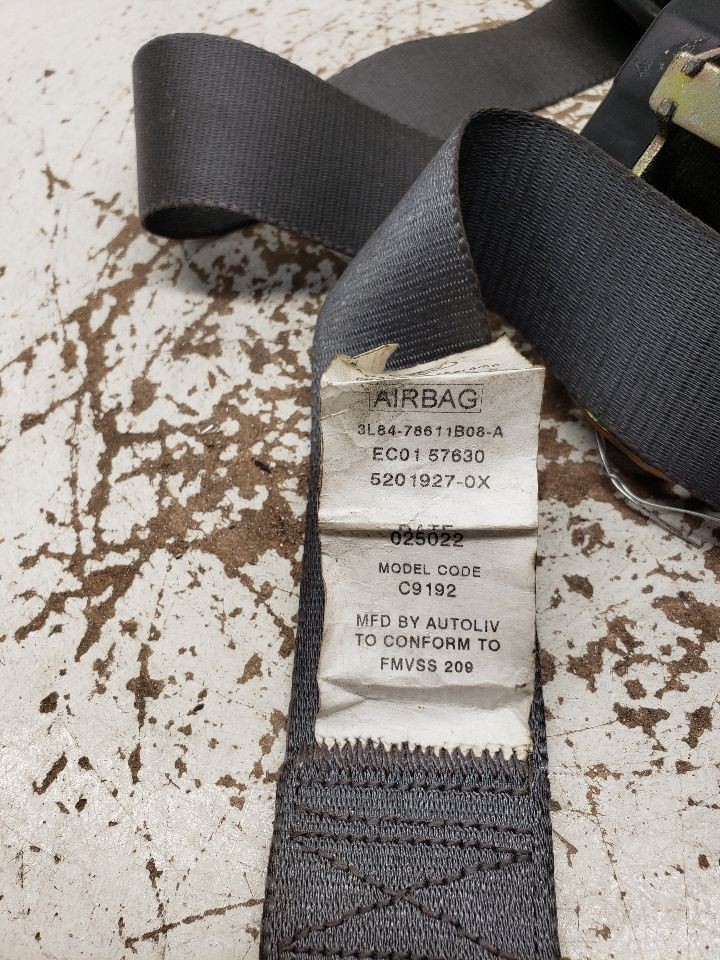 AIRBAG
3L84-78611B08-A
EC01 57630
5201927-0X
DATE
025022
MODEL CODE
C9192
MFD BY AUTOLIV
TO CONFORM TO
FMVSS 209